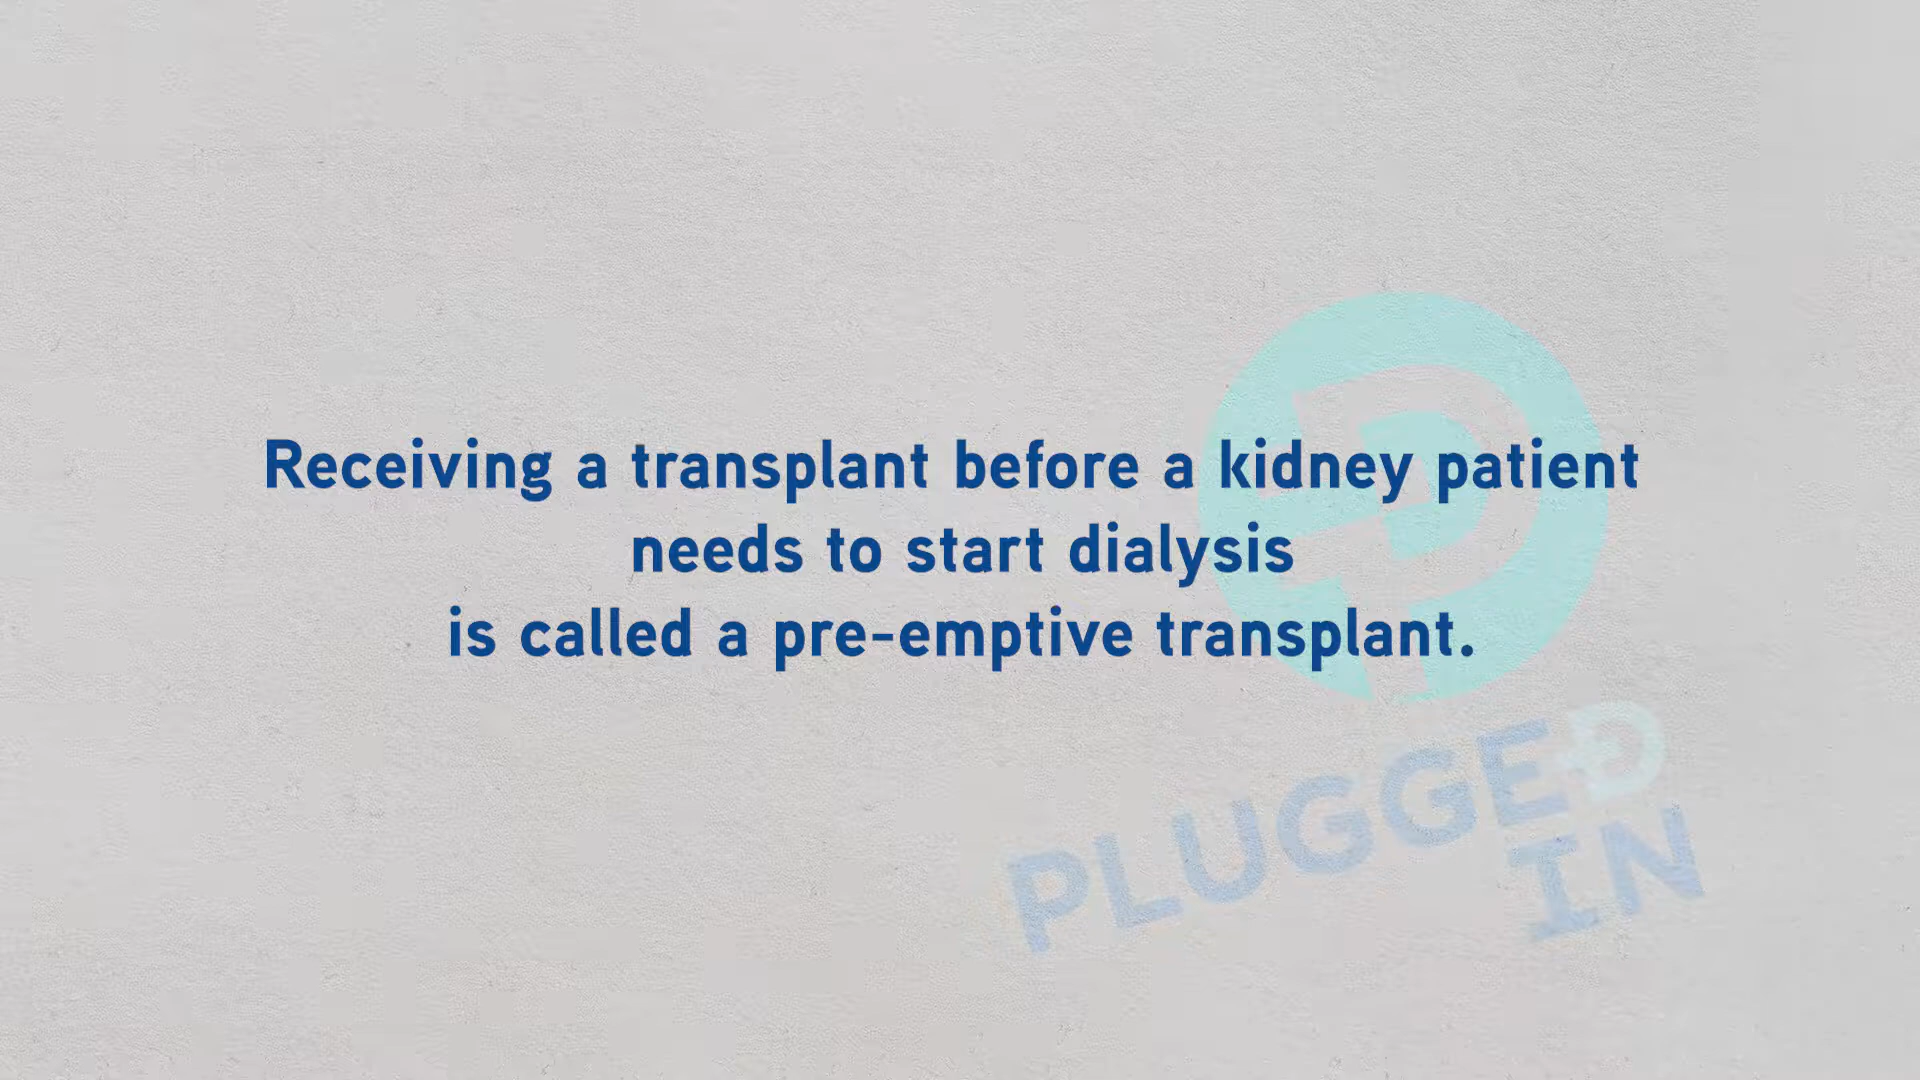 Receiving a transplant before a kidney patient
needs to start dialysis
is called a pre-emptive transplant.
PLUGGED
IN